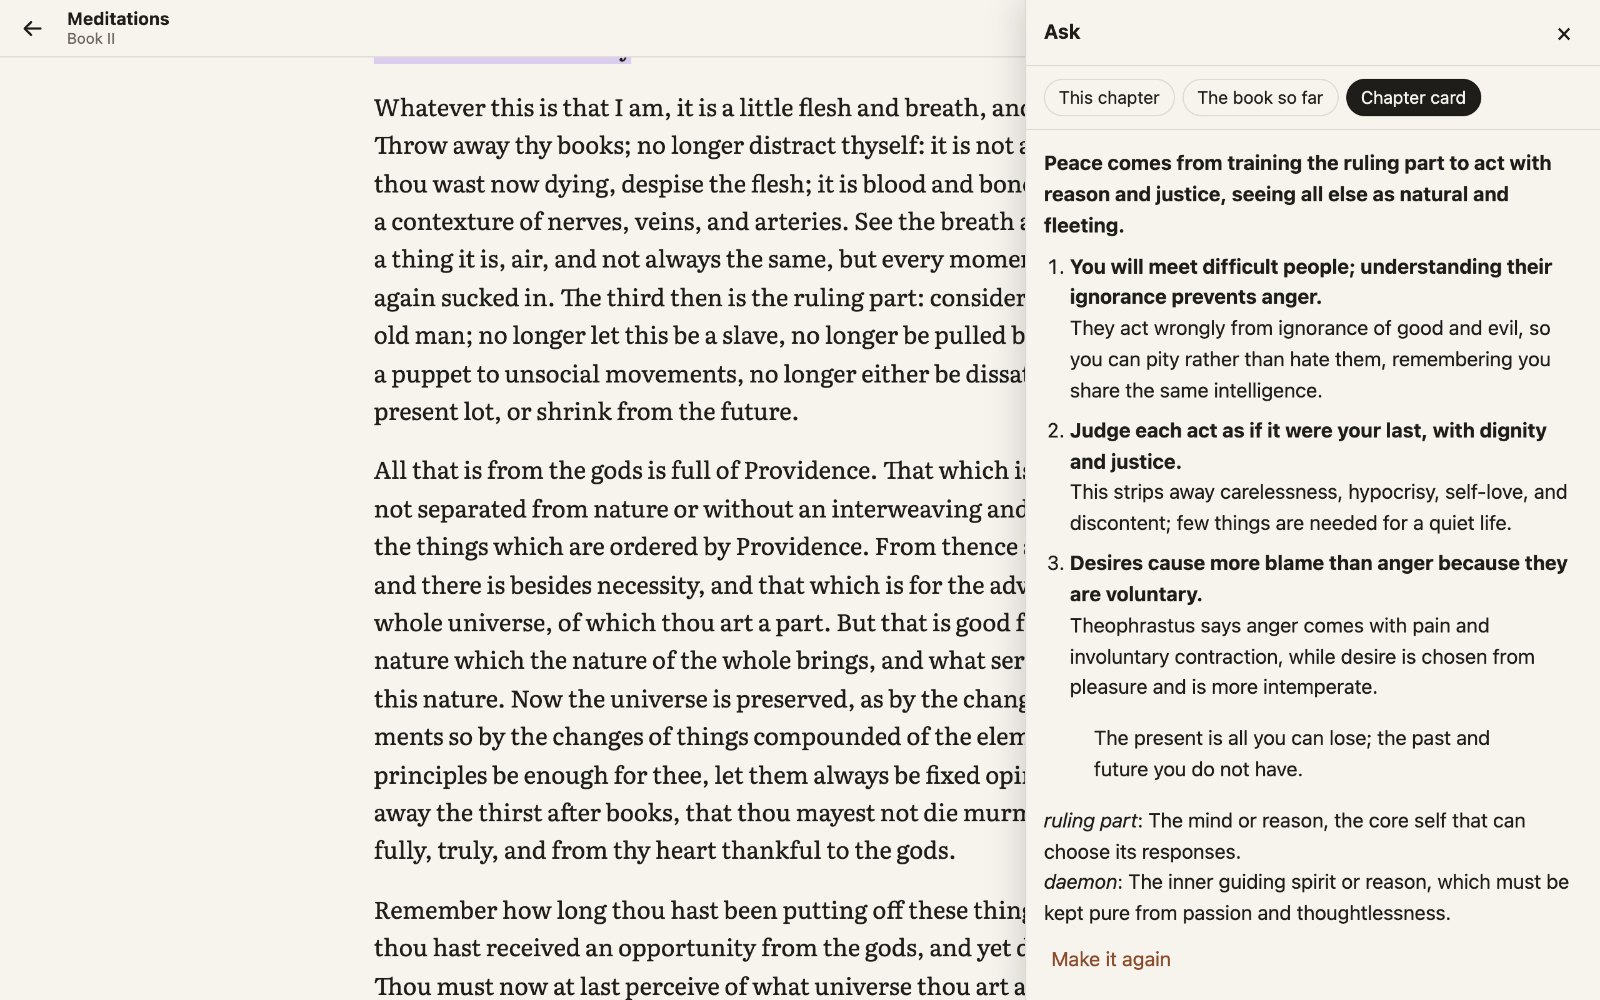 Meditations
Book II
Whatever this is that I am, it is a little flesh and breath, and
Throw away thy books; no longer distract thyself: it is not a
thou wast now dying, despise the flesh; it is blood and bone
a contexture of nerves, veins, and arteries. See the breath a
a thing it is, air, and not always the same, but every momen
again sucked in. The third then is the ruling part: consider
old man; no longer let this be a slave, no longer be pulled b
a puppet to unsocial movements, no longer either be dissat
present lot, or shrink from the future.
All that is from the gods is full of Providence. That which is
not separated from nature or without an interweaving and
the things which are ordered by Providence. From thence
and there is besides necessity, and that which is for the adv
whole universe, of which thou art a part. But that is good f
nature which the nature of the whole brings, and what ser
this nature. Now the universe is preserved, as by the chang
ments so by the changes of things compounded of the elem
principles be enough for thee, let them always be fixed opi
away the thirst after books, that thou mayest not die murm
fully, truly, and from thy heart thankful to the gods.
Remember how long thou hast been putting off these thing
thou hast received an opportunity from the gods, and yet d
Thou must now at last perceive of what universe thou art a
Ask
This chapter
The book so far
Chapter card
Peace comes from training the ruling part to act with
reason and justice, seeing all else as natural and
fleeting.
1. You will meet difficult people; understanding their
ignorance prevents anger.
They act wrongly from ignorance of good and evil, so
you can pity rather than hate them, remembering you
share the same intelligence.
2. Judge each act as if it were your last, with dignity
and justice.
This strips away carelessness, hypocrisy, self-love, and
discontent; few things are needed for a quiet life.
3. Desires cause more blame than anger because they
are voluntary.
Theophrastus says anger comes with pain and
involuntary contraction, while desire is chosen from
pleasure and is more intemperate.
The present is all you can lose; the past and
future you do not have.
ruling part: The mind or reason, the core self that can
choose its responses.
daemon: The inner guiding spirit or reason, which must be
kept pure from passion and thoughtlessness.
Make it again